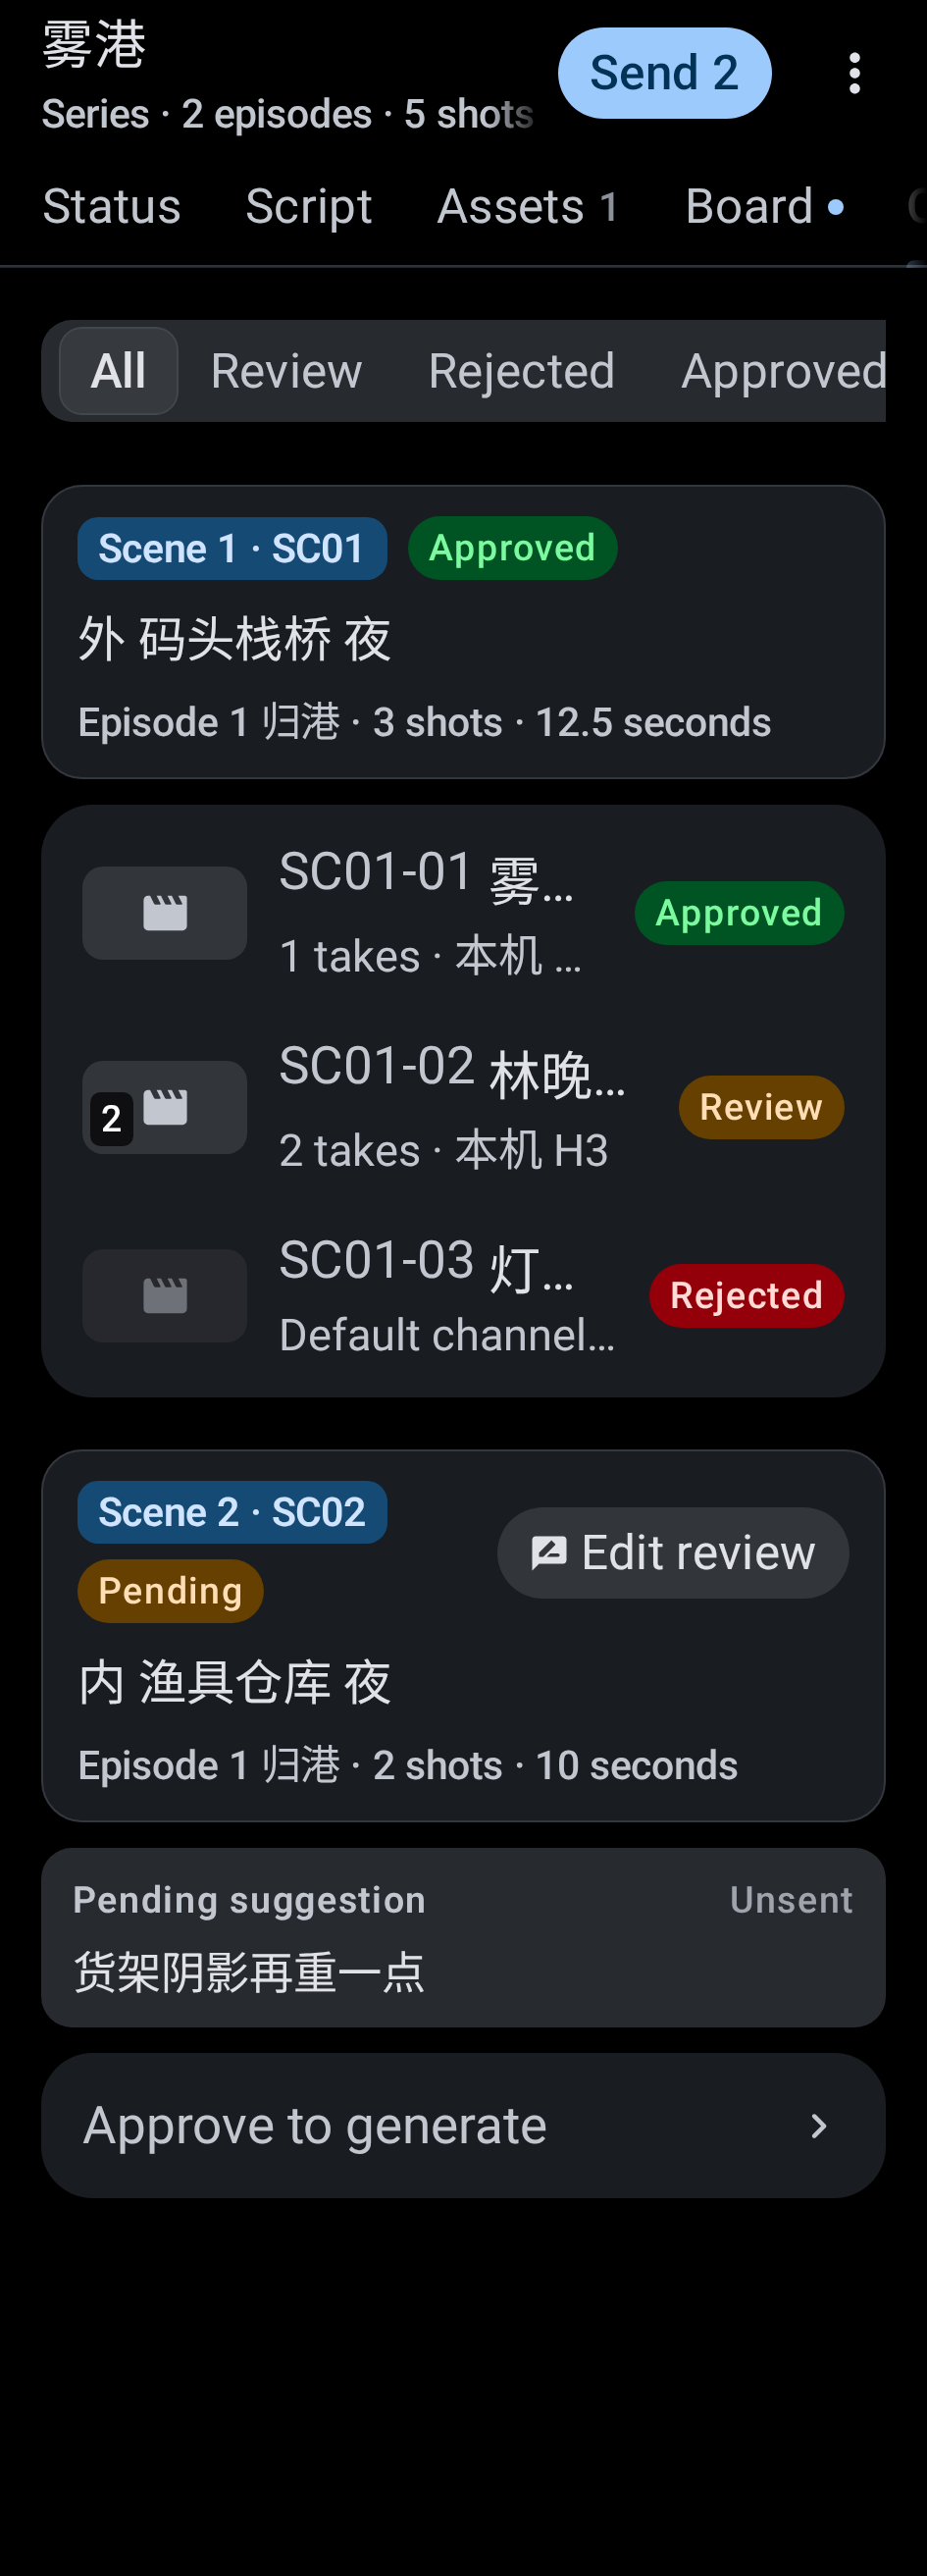 雾港
Send 2
Series · 2 episodes · 5 shots
Status Script Assets 1 Board
All Review Rejected Approved
Scene 1 · SC01 Approved
外 码头栈桥 夜
Episode 1 归港 · 3 shots · 12.5 seconds
SC01-01 雾…
Approved
1 takes · 本机 …
SC01-02 林晚…
2
Review
2 takes · 本机 H3
SC01-03 灯…
Rejected
Default channel…
Scene 2 · SC02
Edit review
Pending
内 渔具仓库 夜
Episode 1 归港 · 2 shots · 10 seconds
Pending suggestion Unsent
货架阴影再重一点
Approve to generate